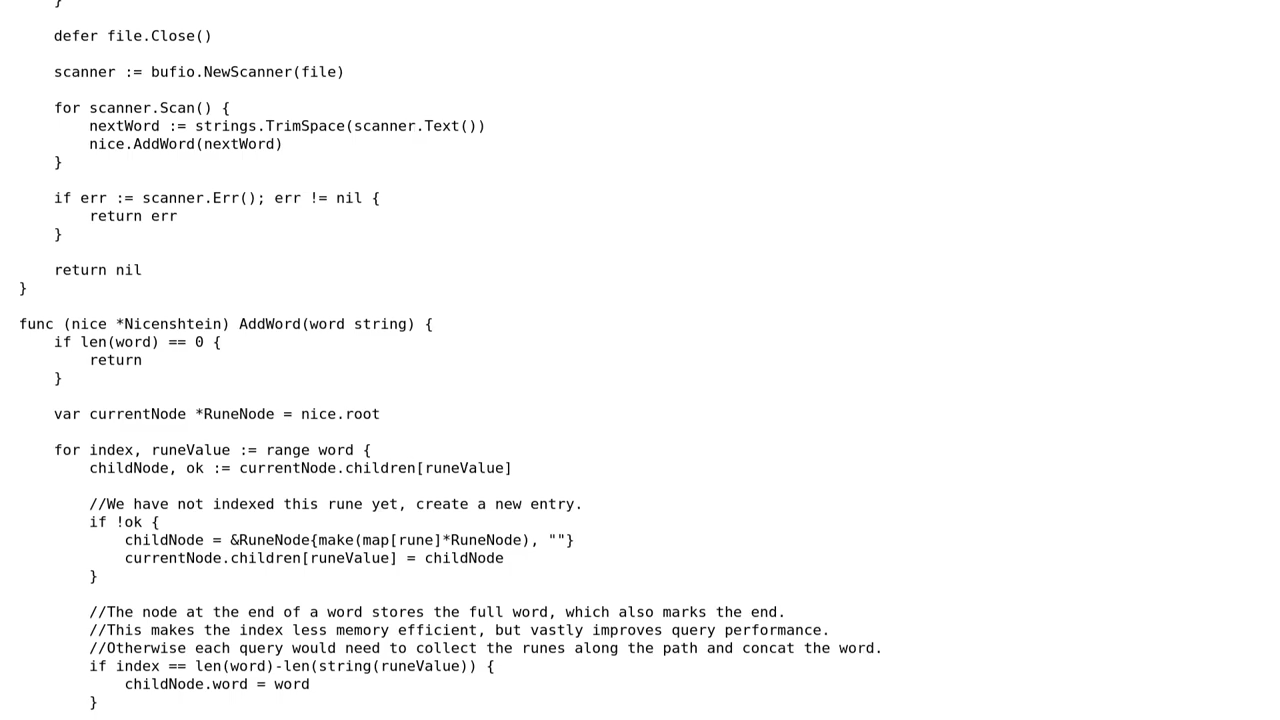 }
defer file.Close()
scanner := bufio.NewScanner(file)
for scanner.Scan() {
nextWord := strings.TrimSpace(scanner.Text())
nice.AddWord(nextWord)
}
if err := scanner.Err(); err != nil {
return err
}
return nil
}
func (nice *Nicenshtein) AddWord(word string) {
if len(word) == 0 {
return
}
var currentNode *RuneNode = nice.root
for index, runeValue := range word {
childNode, ok := currentNode.children[runeValue]
//We have not indexed this rune yet, create a new entry.
if !ok {
childNode = &RuneNode{make(map[rune]*RuneNode), ""}
currentNode.children[runeValue] = childNode
}
//The node at the end of a word stores the full word, which also marks the end.
//This makes the index less memory efficient, but vastly improves query performance.
//Otherwise each query would need to collect the runes along the path and concat the word.
if index == len(word)-len(string(runeValue)) {
childNode.word = word
}